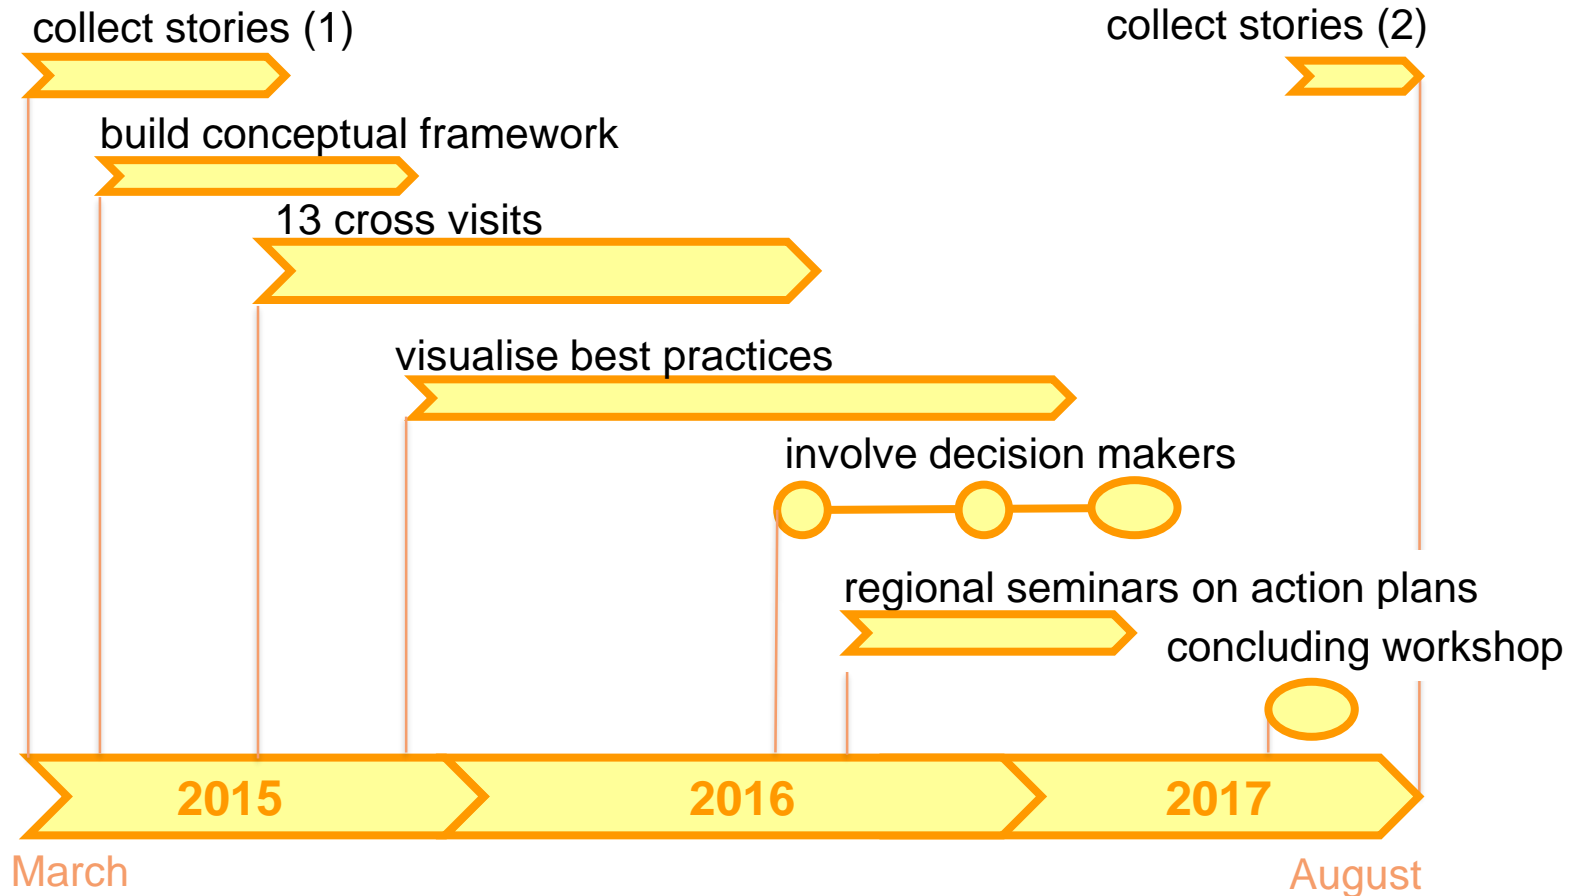 collect stories (1)
collect stories (2)
build conceptual framework
13 cross visits
visualise best practices
involve decision makers
regional seminars on action plans
concluding workshop
2015
2016
2017
March
August